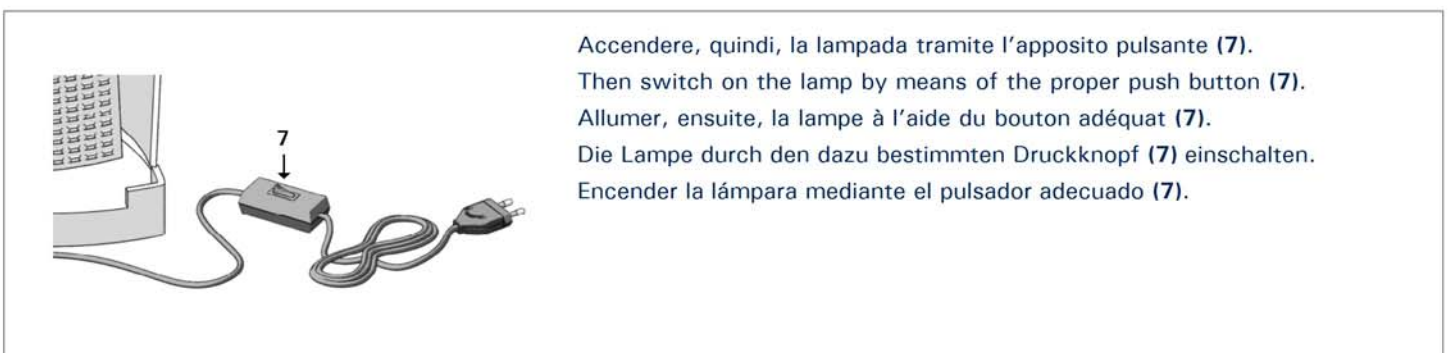 7
Accendere, quindi, la lampada tramite l'apposito pulsante (7).
Then switch on the lamp by means of the proper push button (7).
Allumer, ensuite, la lampe à l'aide du bouton adéquat (7).
Die Lampe durch den dazu bestimmten Druckknopf (7) einschalten.
Encender la lámpara mediante el pulsador adecuado (7).